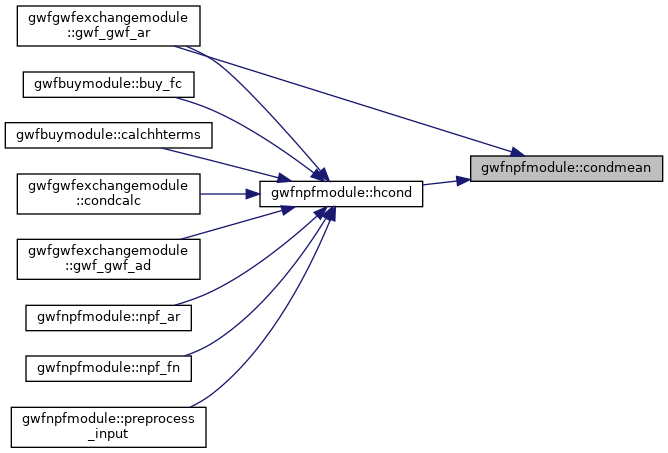 gwfgwfexchangemodule
::gwf_gwf_ar
gwfbuymodule::buy_fc
gwfbuymodule::calchhterms
gwfgwfexchangemodule
::condcalc
gwfgwfexchangemodule
::gwf_gwf_ad
gwfnpfmodule::npf_ar
gwfnpfmodule::npf_fn
gwfnpfmodule::preprocess
_input
gwfnpfmodule::hcond
gwfnpfmodule::condmean